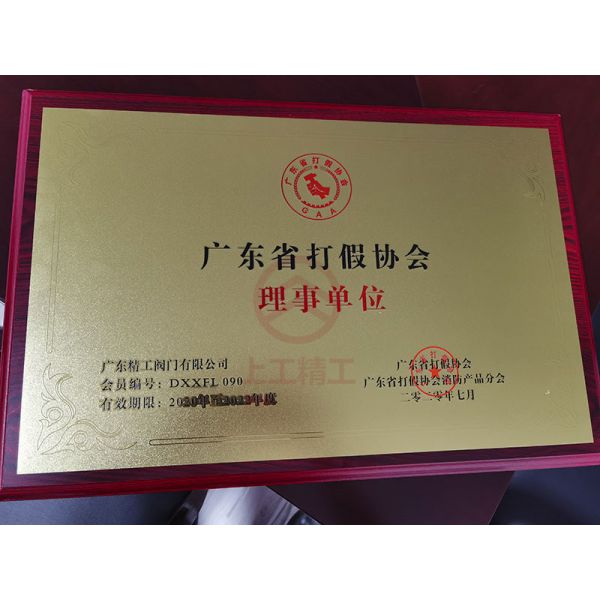 广东省打假协会
GAA
广东省打假协会
理事单位
上工精工
广东精工阀门有限公司
会员编号：DXXFL 090
有效期限：2020年至2022年度
广东省打假协会
广东省打假协会消防产品分会
二零二零年七月